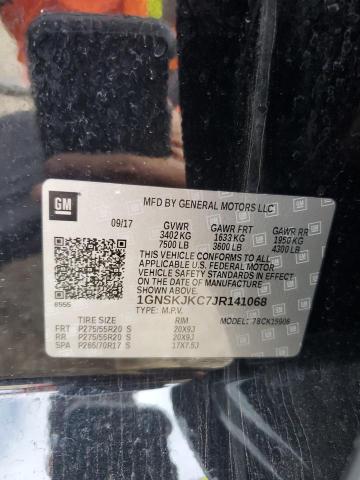 GM
MFD BY GENERAL MOTORS LLC
09/17 GVWR GAWR FRT GAWR RR
3402 KG 1633 KG 1950 KG
7500 LB 3600 LB 4300 LB
THIS VEHICLE CONFORMS TO ALL
APPLICABLE U.S. FEDERAL MOTOR
VEHICLE SAFETY STANDARDS IN EFFECT
ON THE DATE OF MANUFACTURE
SHOWN ABOVE.
1GNSKJKC7JR141068
TYPE: M.P.V. MODEL: 78CK15906
TIRE SIZE RIM
FRT P275/55R20 S 20X9J
RR P275/55R20 S 20X9J
SPA P265/70R17 S 17X7.5J